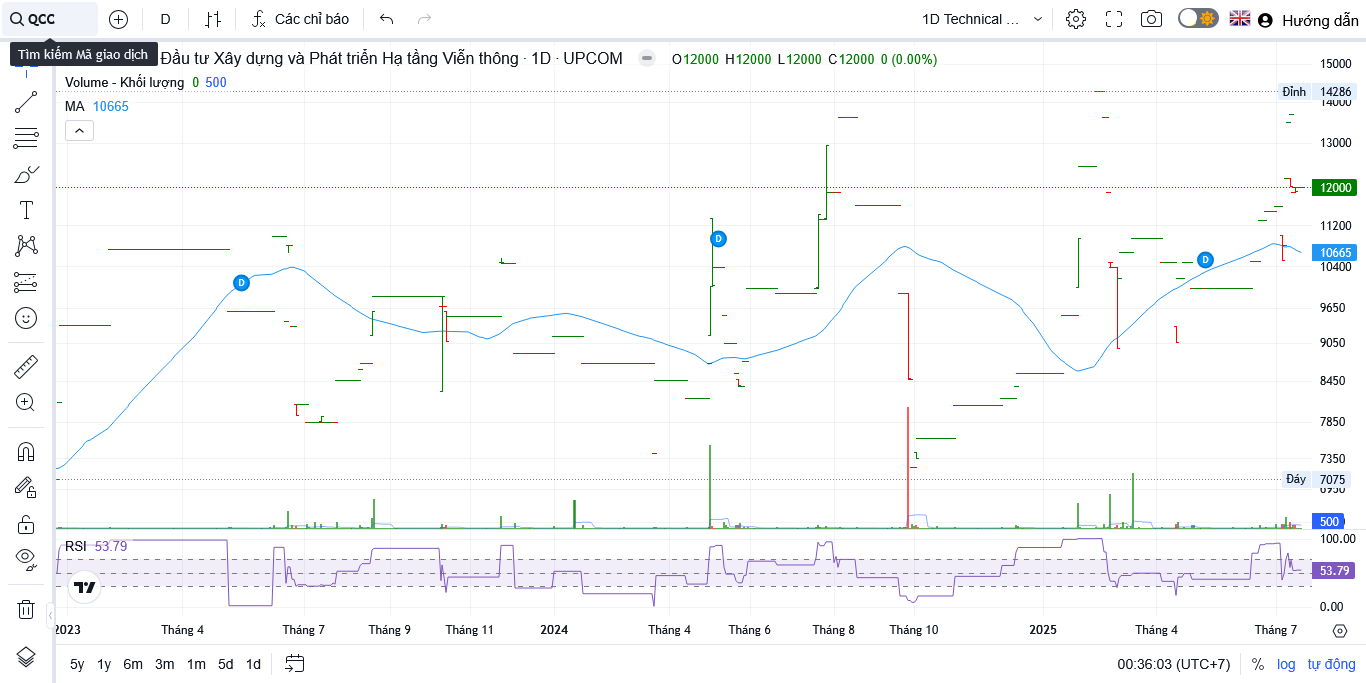 QCC D Các chỉ báo 1D Technical ... Hướng dẫn
Tìm kiếm Mã giao dịch Đầu tư Xây dựng và Phát triển Hạ tầng Viễn thông · 1D · UPCOM O12000 H12000 L12000 C12000 0 (0.00%)
Volume - Khối lượng 0 500
MA 10665
15000
Đỉnh 14286
14000
13000
12000
11200
10665
10400
9650
9050
8450
7850
7350
Đáy 7075
6750
500
RSI 53.79
100.00
53.79
0.00
D
D
D
2023 Tháng 4 Tháng 7 Tháng 9 Tháng 11 2024 Tháng 4 Tháng 6 Tháng 8 Tháng 10 2025 Tháng 4 Tháng 7
5y 1y 6m 3m 1m 5d 1d 00:36:03 (UTC+7) % log tự động